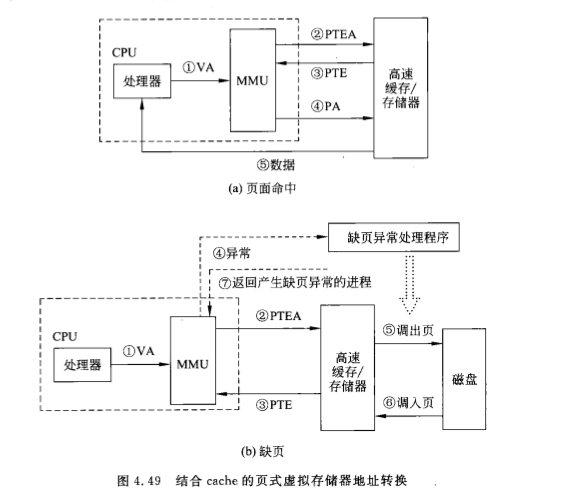 ②PTEA
CPU
①VA
③PTE
处理器
MMU
高速
缓存/
存储器
④PA
⑤数据
(a) 页面命中
缺页异常处理程序
④异常
⑦返回产生缺页异常的进程
②PTEA
CPU
⑤调出页
①VA
高速
缓存/
存储器
处理器
MMU
磁盘
③PTE
⑥调入页
(b) 缺页
图 4.49 结合 cache 的页式虚拟存储器地址转换